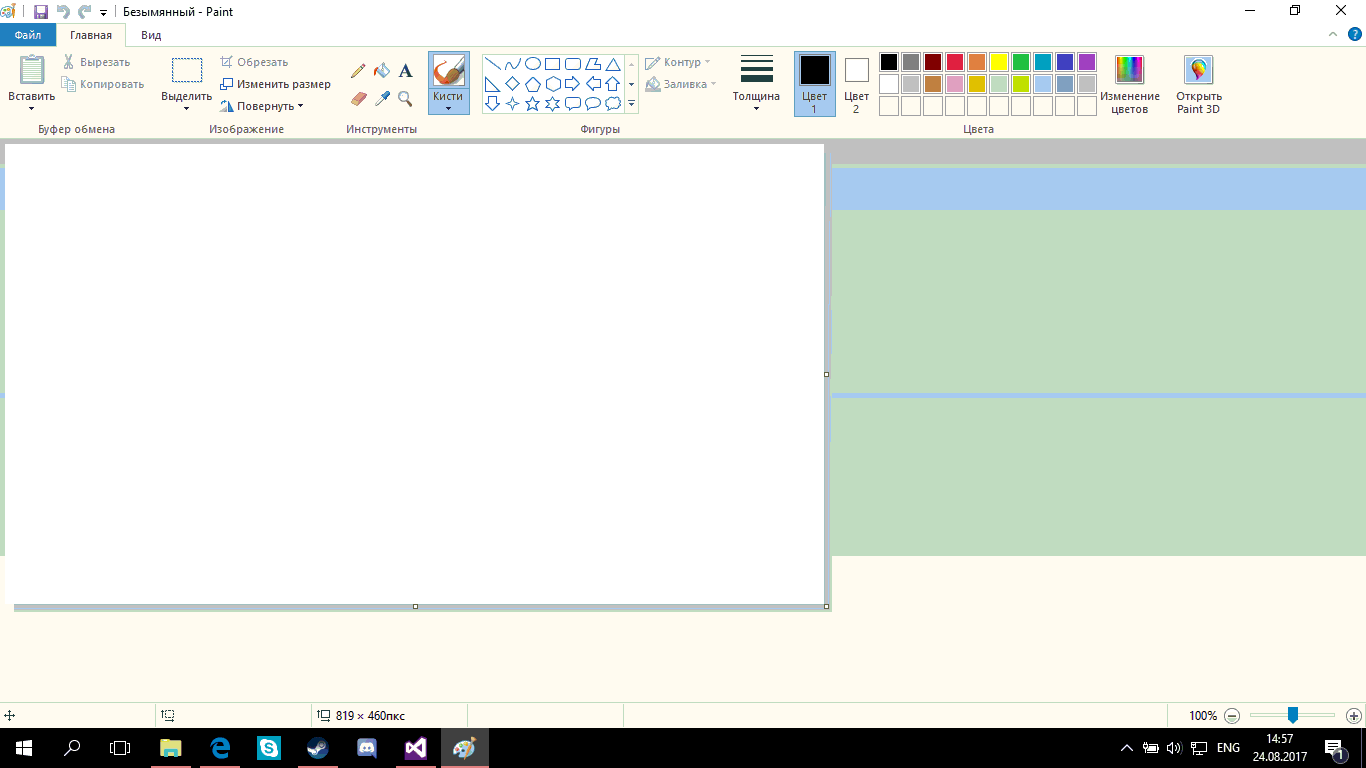 Безымянный - Paint
Файл Главная Вид
Вставить
Вырезать
Копировать
Буфер обмена
Выделить
Обрезать
Изменить размер
Повернуть
Изображение
A
Инструменты
Кисти
Контур
Заливка
Фигуры
Толщина
Цвет
1
Цвет
2
Изменение
цветов
Открыть
Paint 3D
Цвета
819 × 460пкс
100%
ENG
14:57
24.08.2017
1